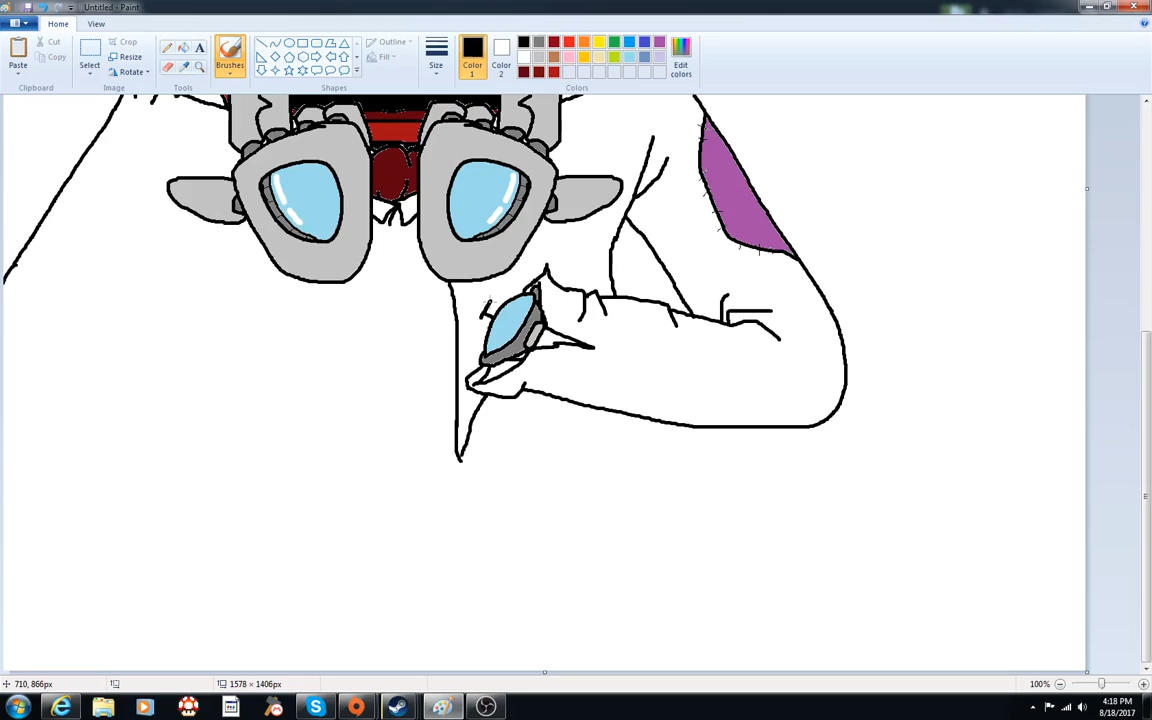 Untitled - Paint
Home View
Paste
Cut
Copy
Clipboard
Select
Crop
Resize
Rotate
Image
A
Tools
Brushes
Outline
Fill
Shapes
Size
Color 1
Color 2
Edit colors
Colors
710, 866px
1578 × 1406px
100%
4:18 PM
8/18/2017